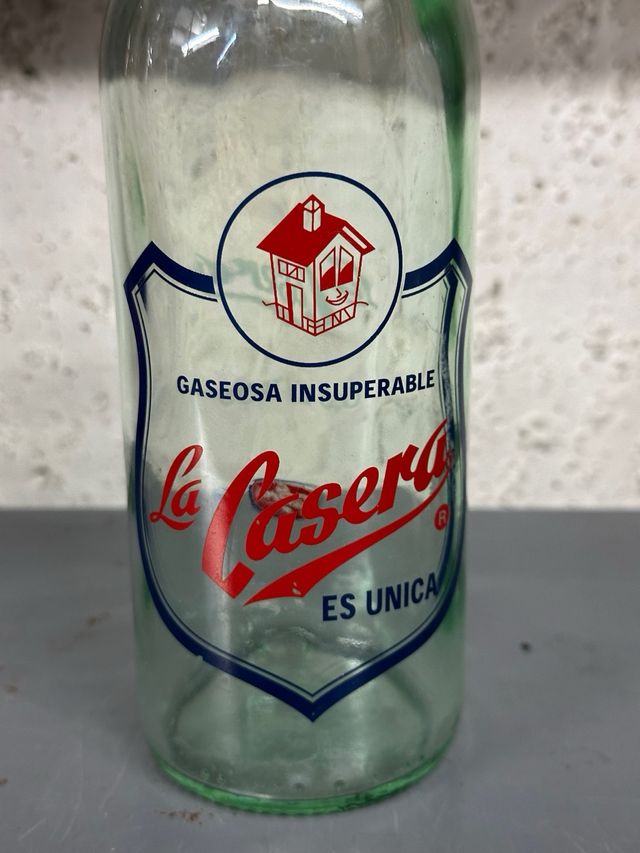 GASEOSA INSUPERABLE
La Casera
®
ES UNICA